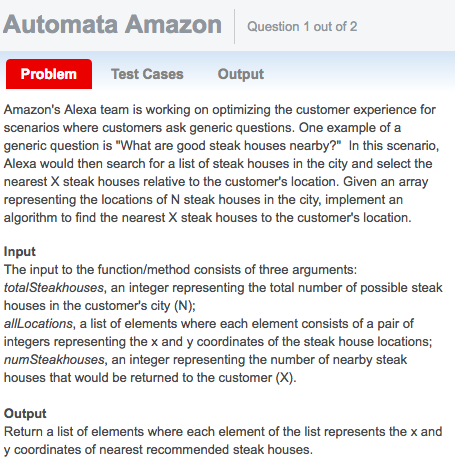 Automata Amazon
Question 1 out of 2
Problem
Test Cases
Output
Amazon's Alexa team is working on optimizing the customer experience for
scenarios where customers ask generic questions. One example of a
generic question is "What are good steak houses nearby?"  In this scenario,
Alexa would then search for a list of steak houses in the city and select the
nearest X steak houses relative to the customer's location. Given an array
representing the locations of N steak houses in the city, implement an
algorithm to find the nearest X steak houses to the customer's location.
Input
The input to the function/method consists of three arguments:
totalSteakhouses, an integer representing the total number of possible steak
houses in the customer's city (N);
allLocations, a list of elements where each element consists of a pair of
integers representing the x and y coordinates of the steak house locations;
numSteakhouses, an integer representing the number of nearby steak
houses that would be returned to the customer (X).
Output
Return a list of elements where each element of the list represents the x and
y coordinates of nearest recommended steak houses.